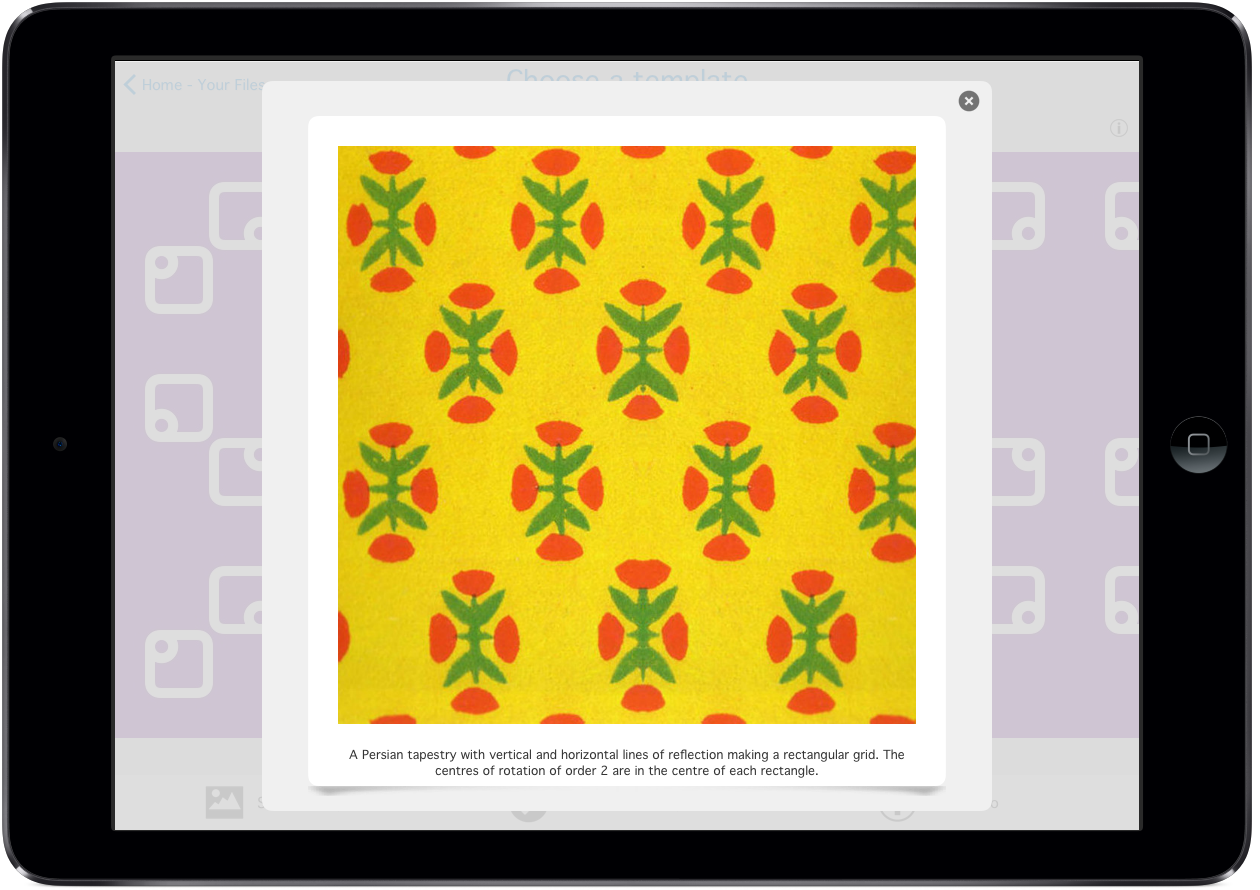 Home - Your Files
Choose a template
A Persian tapestry with vertical and horizontal lines of reflection making a rectangular grid. The
centres of rotation of order 2 are in the centre of each rectangle.